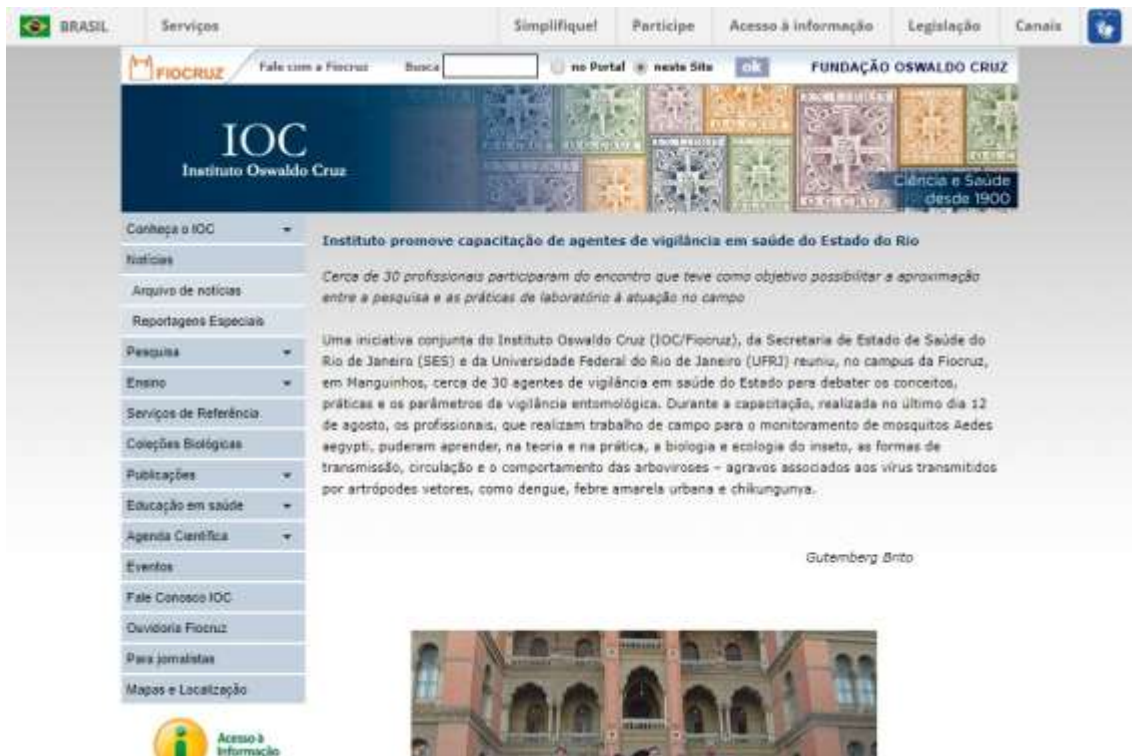 BRASIL Serviços Simplifique! Participe Acesso à informação Legislação Canais
FIOCRUZ Fale com a Fiocruz Busca no Portal neste Site ok FUNDAÇÃO OSWALDO CRUZ
IOC
Instituto Oswaldo Cruz
Ciência e Saúde
desde 1900
Conheça o IOC
Notícias
Arquivo de notícias
Reportagens Especiais
Pesquisa
Ensino
Serviços de Referência
Coleções Biológicas
Publicações
Educação em saúde
Agenda Científica
Eventos
Fale Conosco IOC
Ouvidoria Fiocruz
Para jornalistas
Mapas e Localização
Acesso à
Informação
Instituto promove capacitação de agentes de vigilância em saúde do Estado do Rio
Cerca de 30 profissionais participaram do encontro que teve como objetivo possibilitar a aproximação
entre a pesquisa e as práticas de laboratório à atuação no campo
Uma iniciativa conjunta do Instituto Oswaldo Cruz (IOC/Fiocruz), da Secretaria de Estado de Saúde do
Rio de Janeiro (SES) e da Universidade Federal do Rio de Janeiro (UFRJ) reuniu, no campus da Fiocruz,
em Manguinhos, cerca de 30 agentes de vigilância em saúde do Estado para debater os conceitos,
práticas e os parâmetros da vigilância entomológica. Durante a capacitação, realizada no último dia 12
de agosto, os profissionais, que realizam trabalho de campo para o monitoramento de mosquitos Aedes
aegypti, puderam aprender, na teoria e na prática, a biologia e ecologia do inseto, as formas de
transmissão, circulação e o comportamento das arboviroses – agravos associados aos vírus transmitidos
por artrópodes vetores, como dengue, febre amarela urbana e chikungunya.
Gutemberg Brito